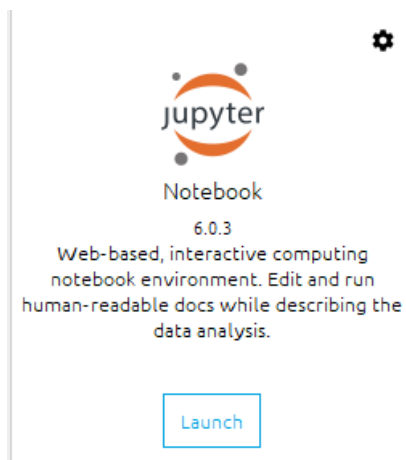 jupyter
Notebook
6.0.3
Web-based, interactive computing
notebook environment. Edit and run
human-readable docs while describing the
data analysis.
Launch